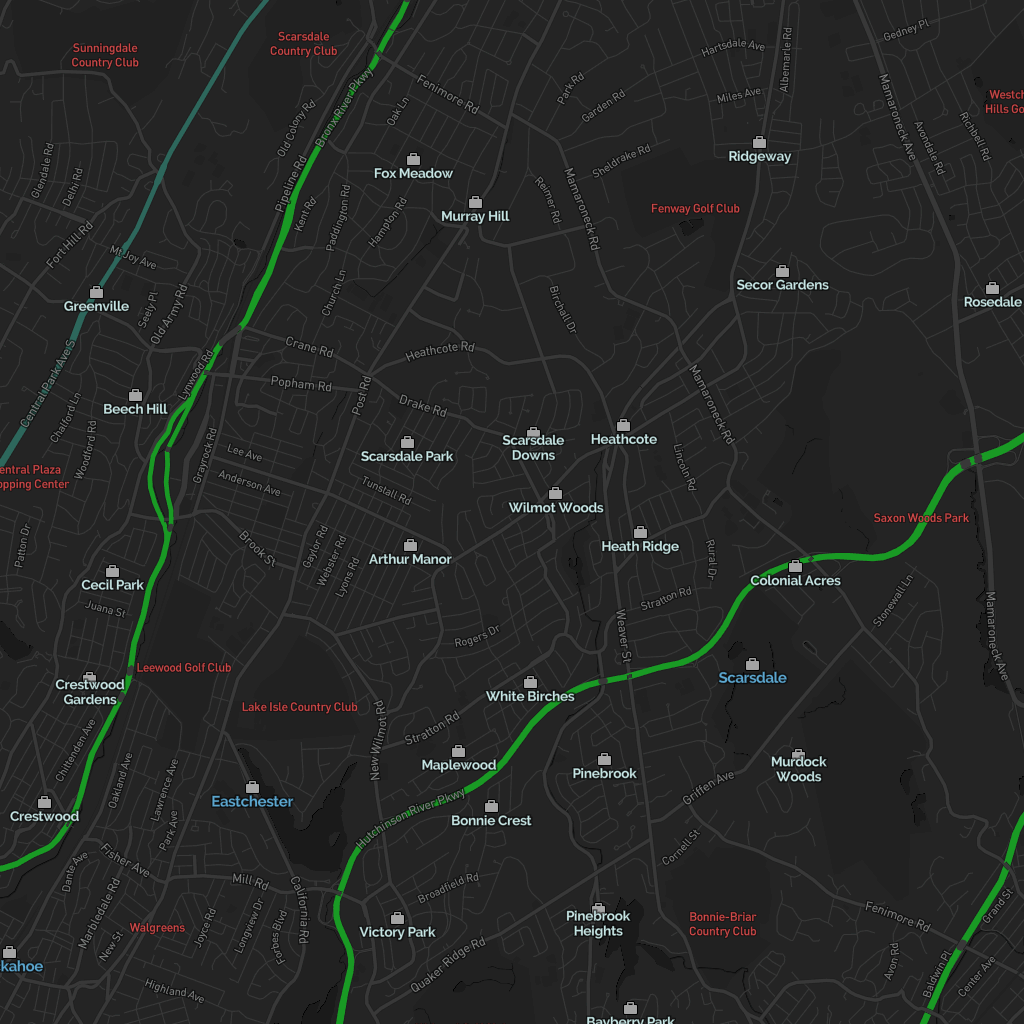 Gedney Pl
Scarsdale
Country Club
Sunningdale
Country Club
Hartsdale Ave
Albemarle Rd
Bronx River Pkwy
Fenimore Rd
Park Rd
Garden Rd
Miles Ave
Mamaroneck Ave
Oak Ln
Old Colony Rd
Avondale Rd
Richbell Rd
Westch
Hills Go
Ridgeway
Sheldrake Rd
Fox Meadow
Glendale Rd
Delhi Rd
Pipeline Rd
Kent Rd
Paddington Rd
Hampton Rd
Murray Hill
Reimer Rd
Mamaroneck Rd
Fenway Golf Club
Fort Hill Rd
Mt Joy Ave
Secor Gardens
Rosedale
Greenville
Seely Pl
Old Army Rd
Church Ln
Birchall Dr
Crane Rd
Heathcote Rd
Central Park Ave S
Lynwood Rd
Popham Rd
Post Rd
Drake Rd
Mamaroneck Rd
Beech Hill
Chatford Ln
Woodford Rd
Grayrock Rd
Scarsdale Park
Scarsdale
Downs
Heathcote
Lincoln Rd
Lee Ave
Anderson Ave
Tunstall Rd
entral Plaza
opping Center
Wilmot Woods
Saxon Woods Park
Patton Dr
Brook St
Gaylor Rd
Webster Rd
Lyons Rd
Arthur Manor
Heath Ridge
Rural Dr
Colonial Acres
Cecil Park
Juana St
Stratton Rd
Stonewall Ln
Mamaroneck Ave
Rogers Dr
Weaver St
Leewood Golf Club
Crestwood
Gardens
Scarsdale
White Birches
Lake Isle Country Club
New Wilmot Rd
Stratton Rd
Chittenden Ave
Oakland Ave
Lawrence Ave
Park Ave
Maplewood
Pinebrook
Murdock
Woods
Griffen Ave
Eastchester
Crestwood
Hutchinson River Pkwy
Bonnie Crest
Cornell St
Dante Ave
Fisher Ave
Mill Rd
California Rd
Broadfield Rd
Marbledale Rd
New St
Walgreens
Joyce Rd
Longview Dr
Forbes Blvd
Victory Park
Pinebrook
Heights
Bonnie-Briar
Country Club
Fenimore Rd
Grand St
kahoe
Highland Ave
Quaker Ridge Rd
Avon Rd
Baldwin Pl
Center Ave
Bayberry Park